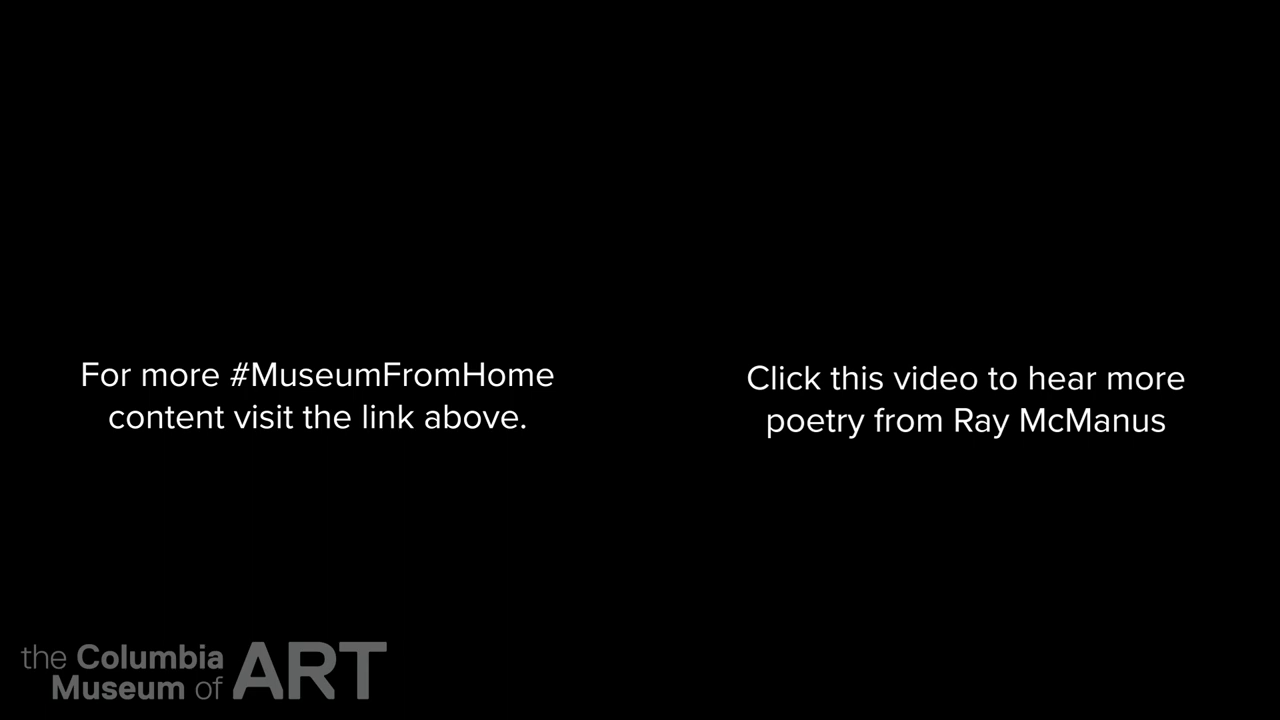 For more #MuseumFromHome
content visit the link above.
Click this video to hear more
poetry from Ray McManus
the Columbia
Museum of ART